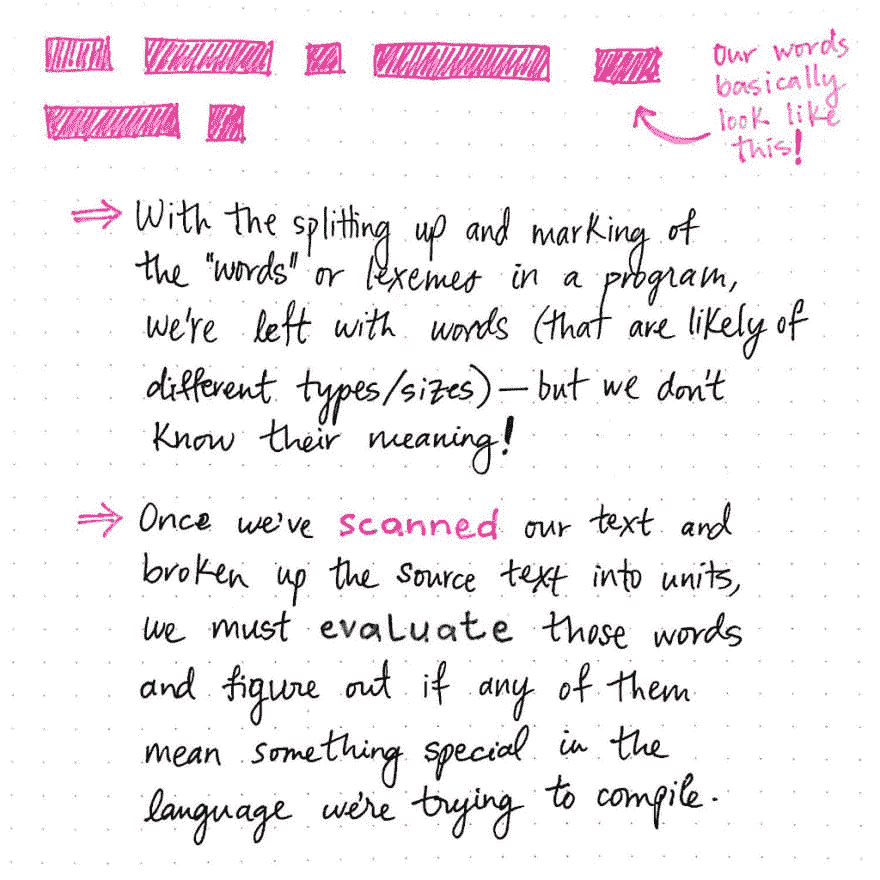 Our words
basically
look like
this!
⇒ With the splitting up and marking of
the "words" or lexemes in a program,
we're left with words (that are likely of
different types/sizes) — but we don't
know their meaning!
⇒ Once we've scanned our text and
broken up the source text into units,
we must evaluate those words
and figure out if any of them
mean something special in the
language we're trying to compile.